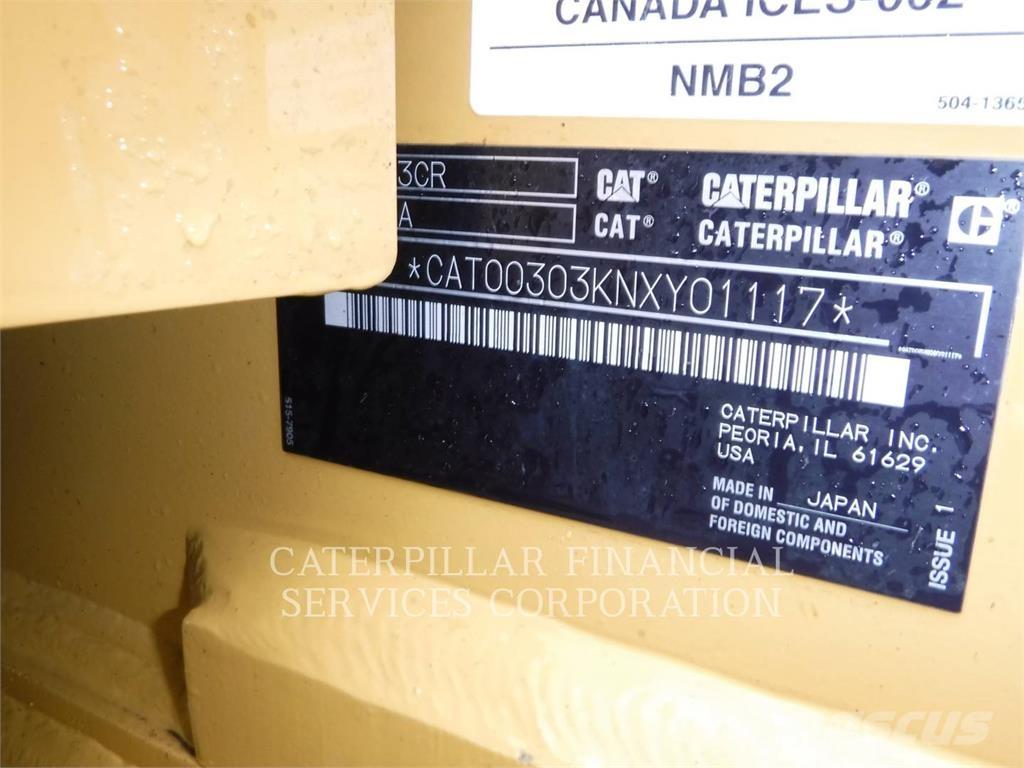 CANADA ICES-002
NMB2
504-1365
3CR
A
CAT®
CAT®
CATERPILLAR®
CATERPILLAR®
*CAT00303KNXY01117*
515-7905
CATERPILLAR INC.
PEORIA, IL 61629
USA
MADE IN JAPAN
OF DOMESTIC AND
FOREIGN COMPONENTS
ISSUE 1
CATERPILLAR FINANCIAL
SERVICES CORPORATION